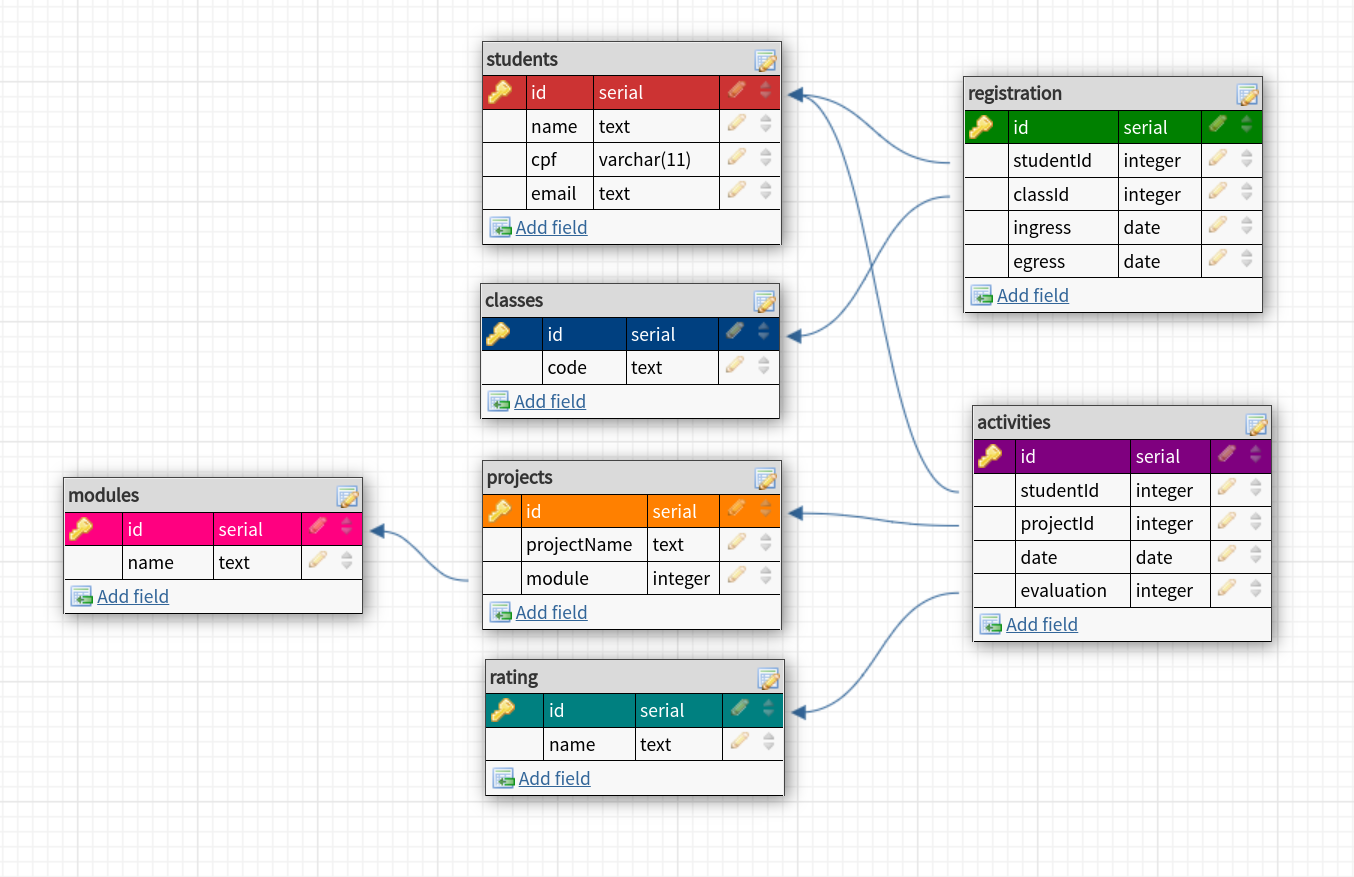 students
id serial
name text
cpf varchar(11)
email text
Add field
registration
id serial
studentId integer
classId integer
ingress date
egress date
Add field
classes
id serial
code text
Add field
activities
id serial
studentId integer
projectId integer
date date
evaluation integer
Add field
projects
id serial
projectName text
module integer
Add field
modules
id serial
name text
Add field
rating
id serial
name text
Add field